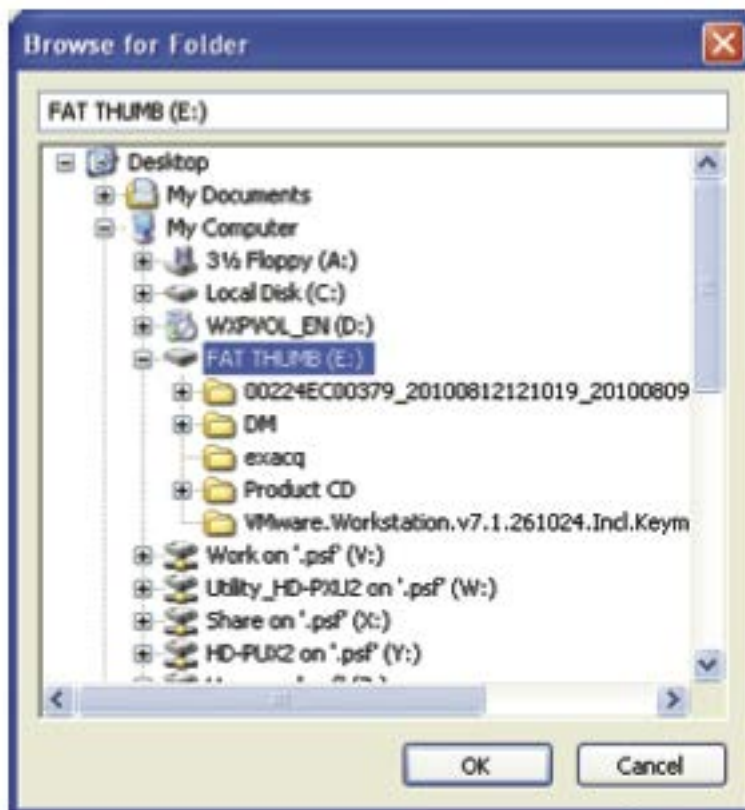 Browse for Folder
FAT THUMB (E:)
Desktop
My Documents
My Computer
3½ Floppy (A:)
Local Disk (C:)
WXPVOL_EN (D:)
FAT THUMB (E:)
00224EC00379_20100812121019_20100809
DM
exacq
Product CD
VMware.Workstation.v7.1.261024.Incl.Keym
Work on '.psf' (V:)
Utility_HD-PXU2 on '.psf' (W:)
Share on '.psf' (X:)
HD-PUX2 on '.psf' (Y:)
OK
Cancel